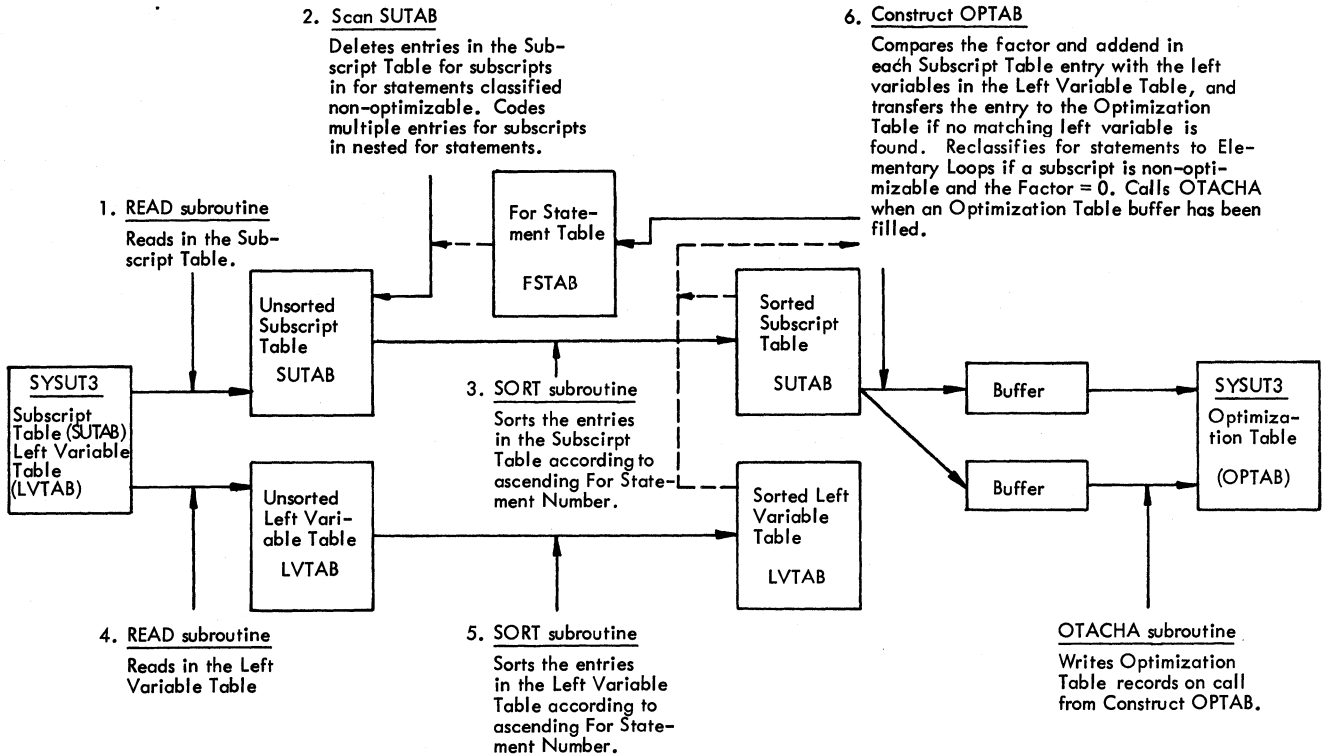 2. Scan SUTAB
Deletes entries in the Sub-
script Table for subscripts
in for statements classified
non-optimizable. Codes
multiple entries for subscripts
in nested for statements.
6. Construct OPTAB
Compares the factor and addend in
each Subscript Table entry with the left
variables in the Left Variable Table, and
transfers the entry to the Optimization
Table if no matching left variable is
found. Reclassifies for statements to Ele-
mentary Loops if a subscript is non-opti-
mizable and the Factor = 0. Calls OTACHA
when an Optimization Table buffer has been
filled.
1. READ subroutine
Reads in the Sub-
script Table.
For State-
ment Table
FSTAB
Unsorted
Subscript
Table
SUTAB
Sorted
Subscript
Table
SUTAB
SYSUT3
Subscript
Table (SUTAB)
Left Variable
Table
(LVTAB)
3. SORT subroutine
Sorts the entries
in the Subscirpt
Table according to
ascending For State-
ment Number.
Buffer
Buffer
SYSUT3
Optimiza-
tion Table
(OPTAB)
Unsorted
Left Vari-
able Table
LVTAB
Sorted Left
Variable
Table
LVTAB
4. READ subroutine
Reads in the Left
Variable Table
5. SORT subroutine
Sorts the entries
in the Left Variable
Table according to
ascending For State-
ment Number.
OTACHA subroutine
Writes Optimization
Table records on call
from Construct OPTAB.